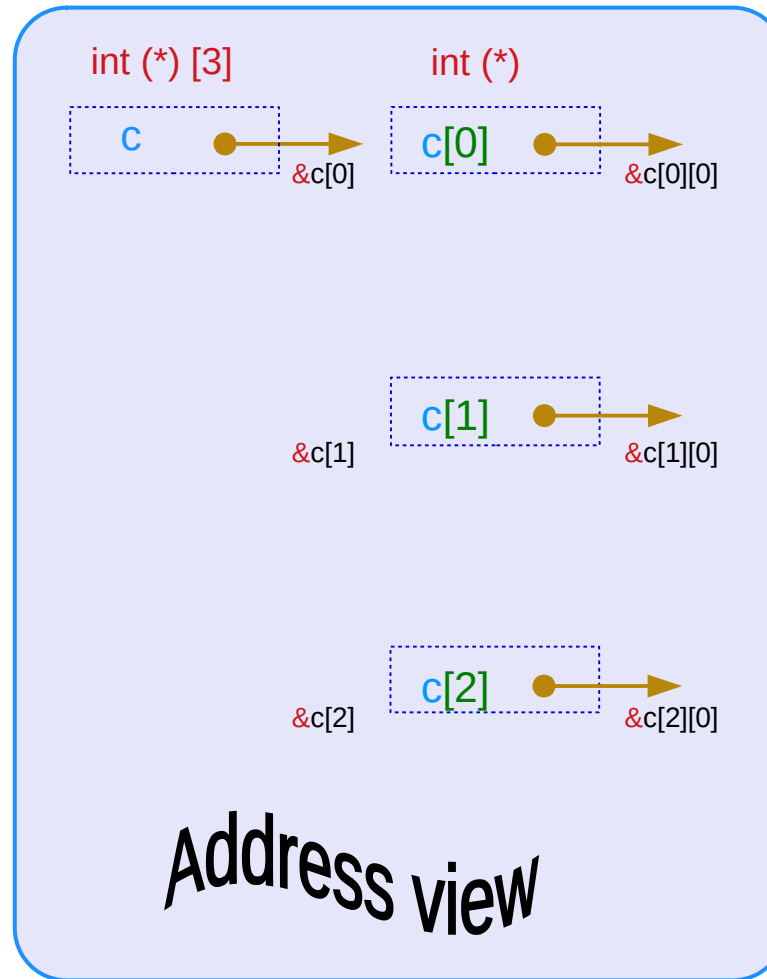 int (*) [3] int (*)
c c[0]
&c[0] &c[0][0]
c[1]
&c[1] &c[1][0]
c[2]
&c[2] &c[2][0]
Address view